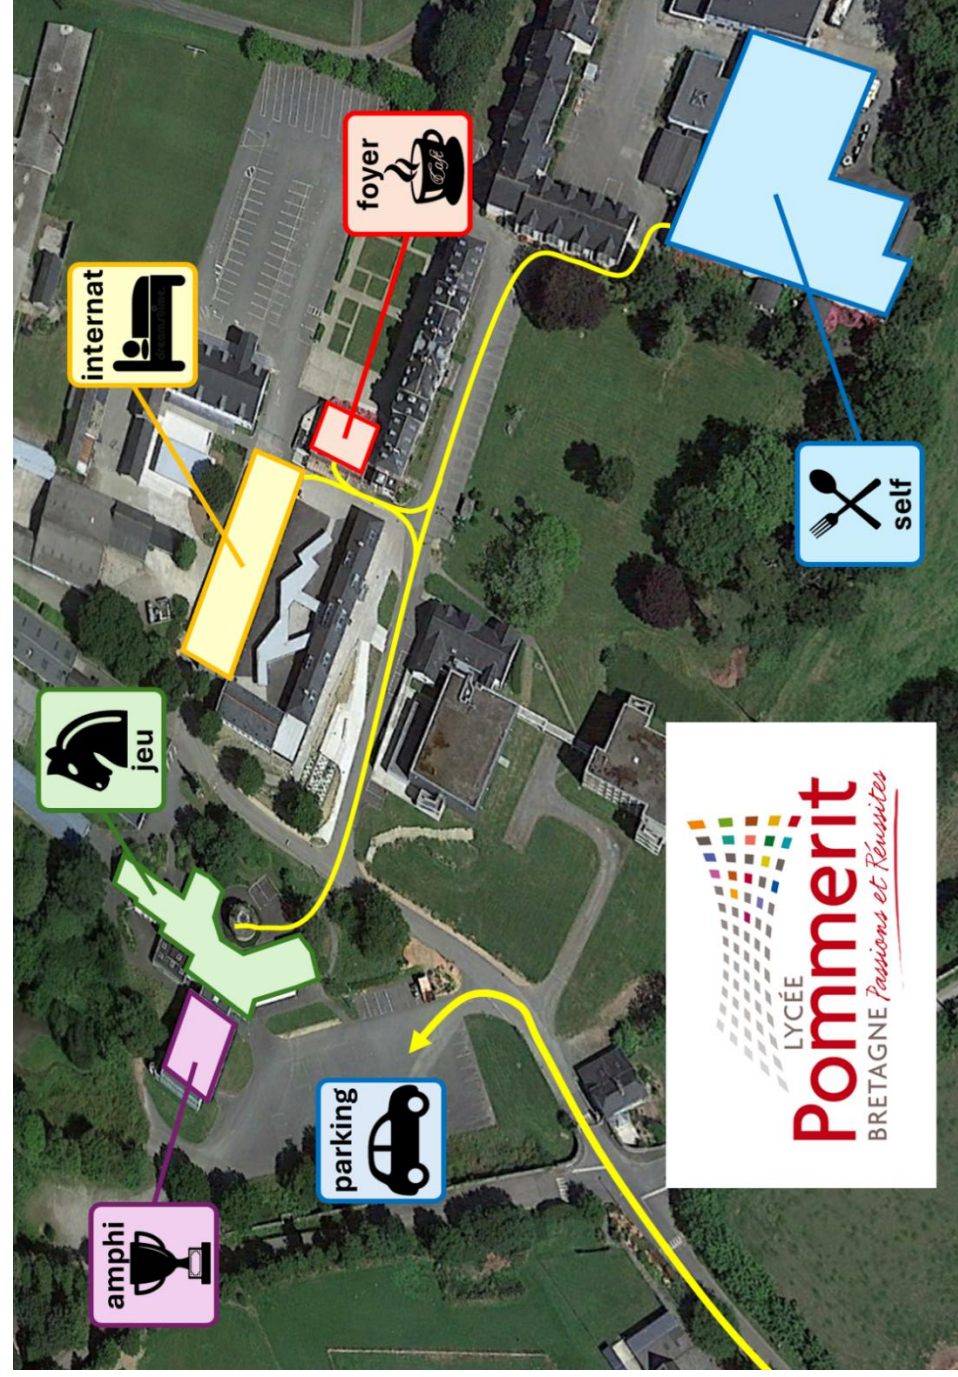 internat
amphi
jeu
parking
foyer
Café
LYCÉE
Pommerit
BRETAGNE Passions et Réussites
self